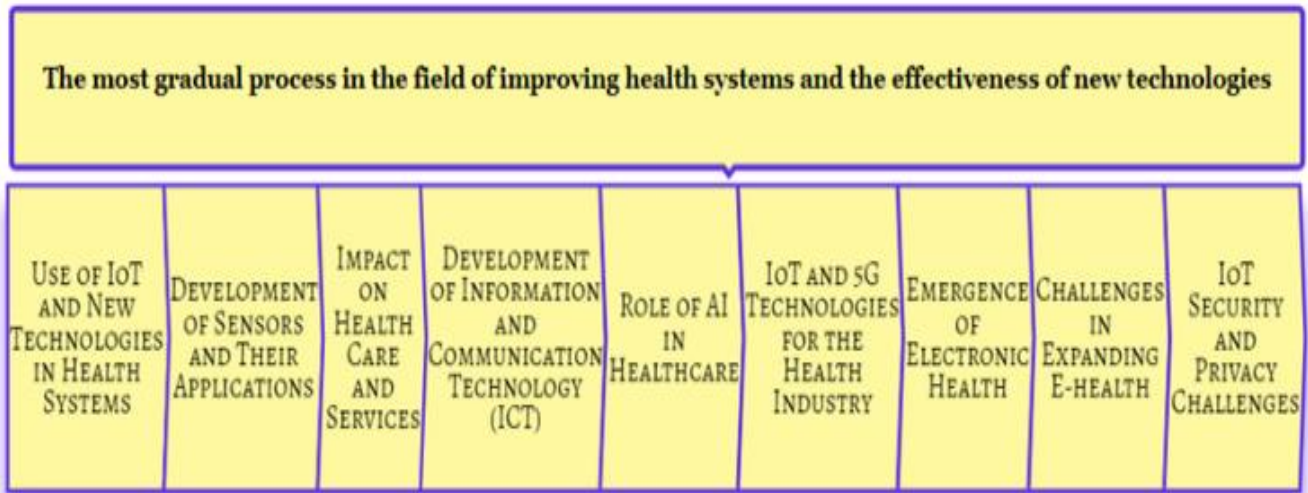 The most gradual process in the field of improving health systems and the effectiveness of new technologies
USE OF IOT
AND NEW
TECHNOLOGIES
IN HEALTH
SYSTEMS
DEVELOPMENT
OF SENSORS
AND THEIR
APPLICATIONS
IMPACT
ON
HEALTH
CARE
AND
SERVICES
DEVELOPMENT
OF INFORMATION
AND
COMMUNICATION
TECHNOLOGY
(ICT)
ROLE OF AI
IN
HEALTHCARE
IOT AND 5G
TECHNOLOGIES
FOR THE
HEALTH
INDUSTRY
EMERGENCE
OF
ELECTRONIC
HEALTH
CHALLENGES
IN
EXPANDING
E-HEALTH
IOT
SECURITY
AND
PRIVACY
CHALLENGES